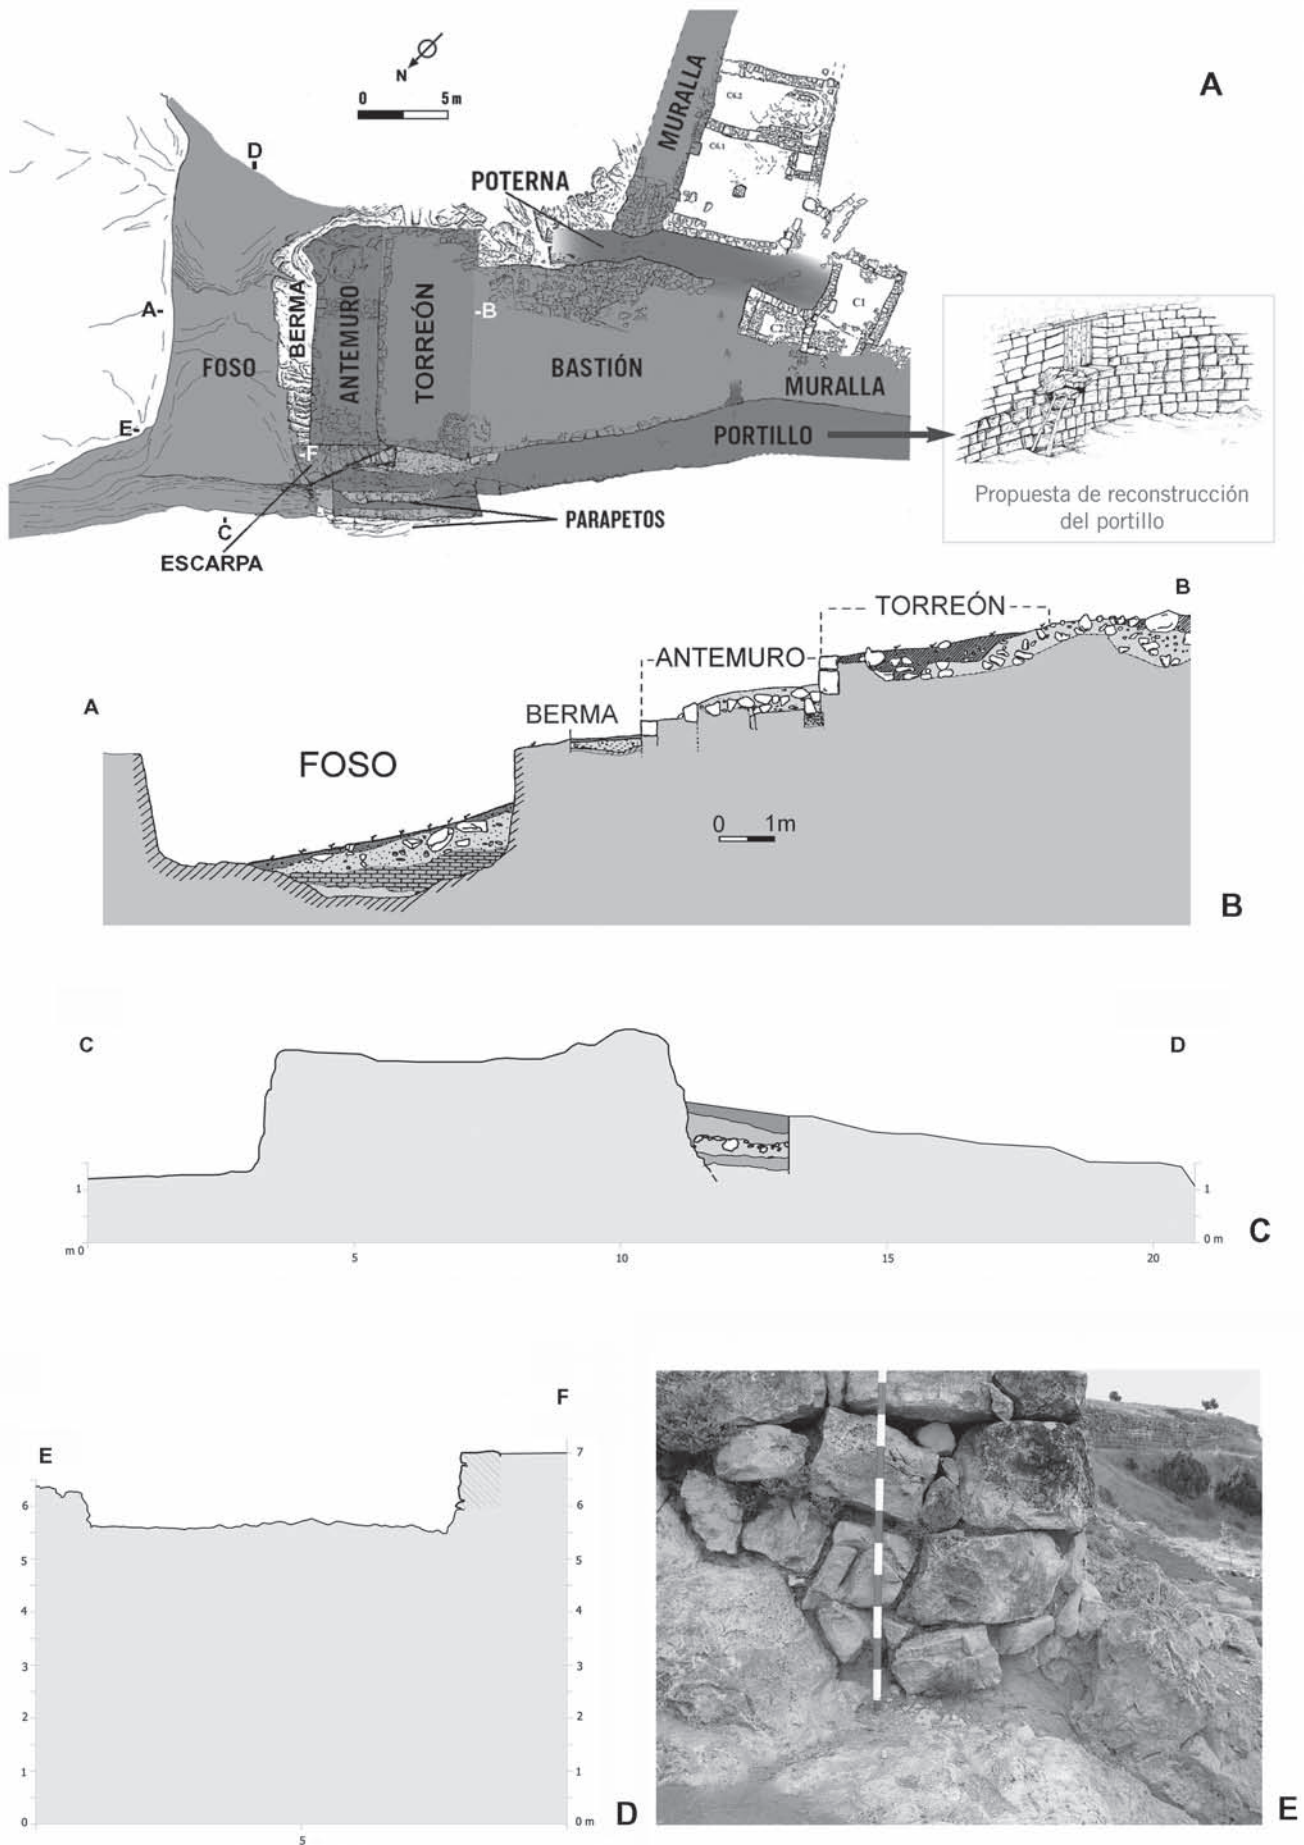 A
N
0 5 m
MURALLA
C6.2
C6.1
D
POTERNA
A-
BERMA
ANTEMURO
TORREÓN
-B
C1
FOSO
BASTIÓN
MURALLA
E-
-F
PORTILLO
PARAPETOS
C
ESCARPA
Propuesta de reconstrucción
del portillo
B
TORREÓN
ANTEMURO
A
BERMA
FOSO
0 1m
B
C
D
1
1
m 0
0 m
5
10
15
20
C
F
E
7
6
6
5
5
4
4
3
3
2
2
1
1
0
0 m
5
D
E